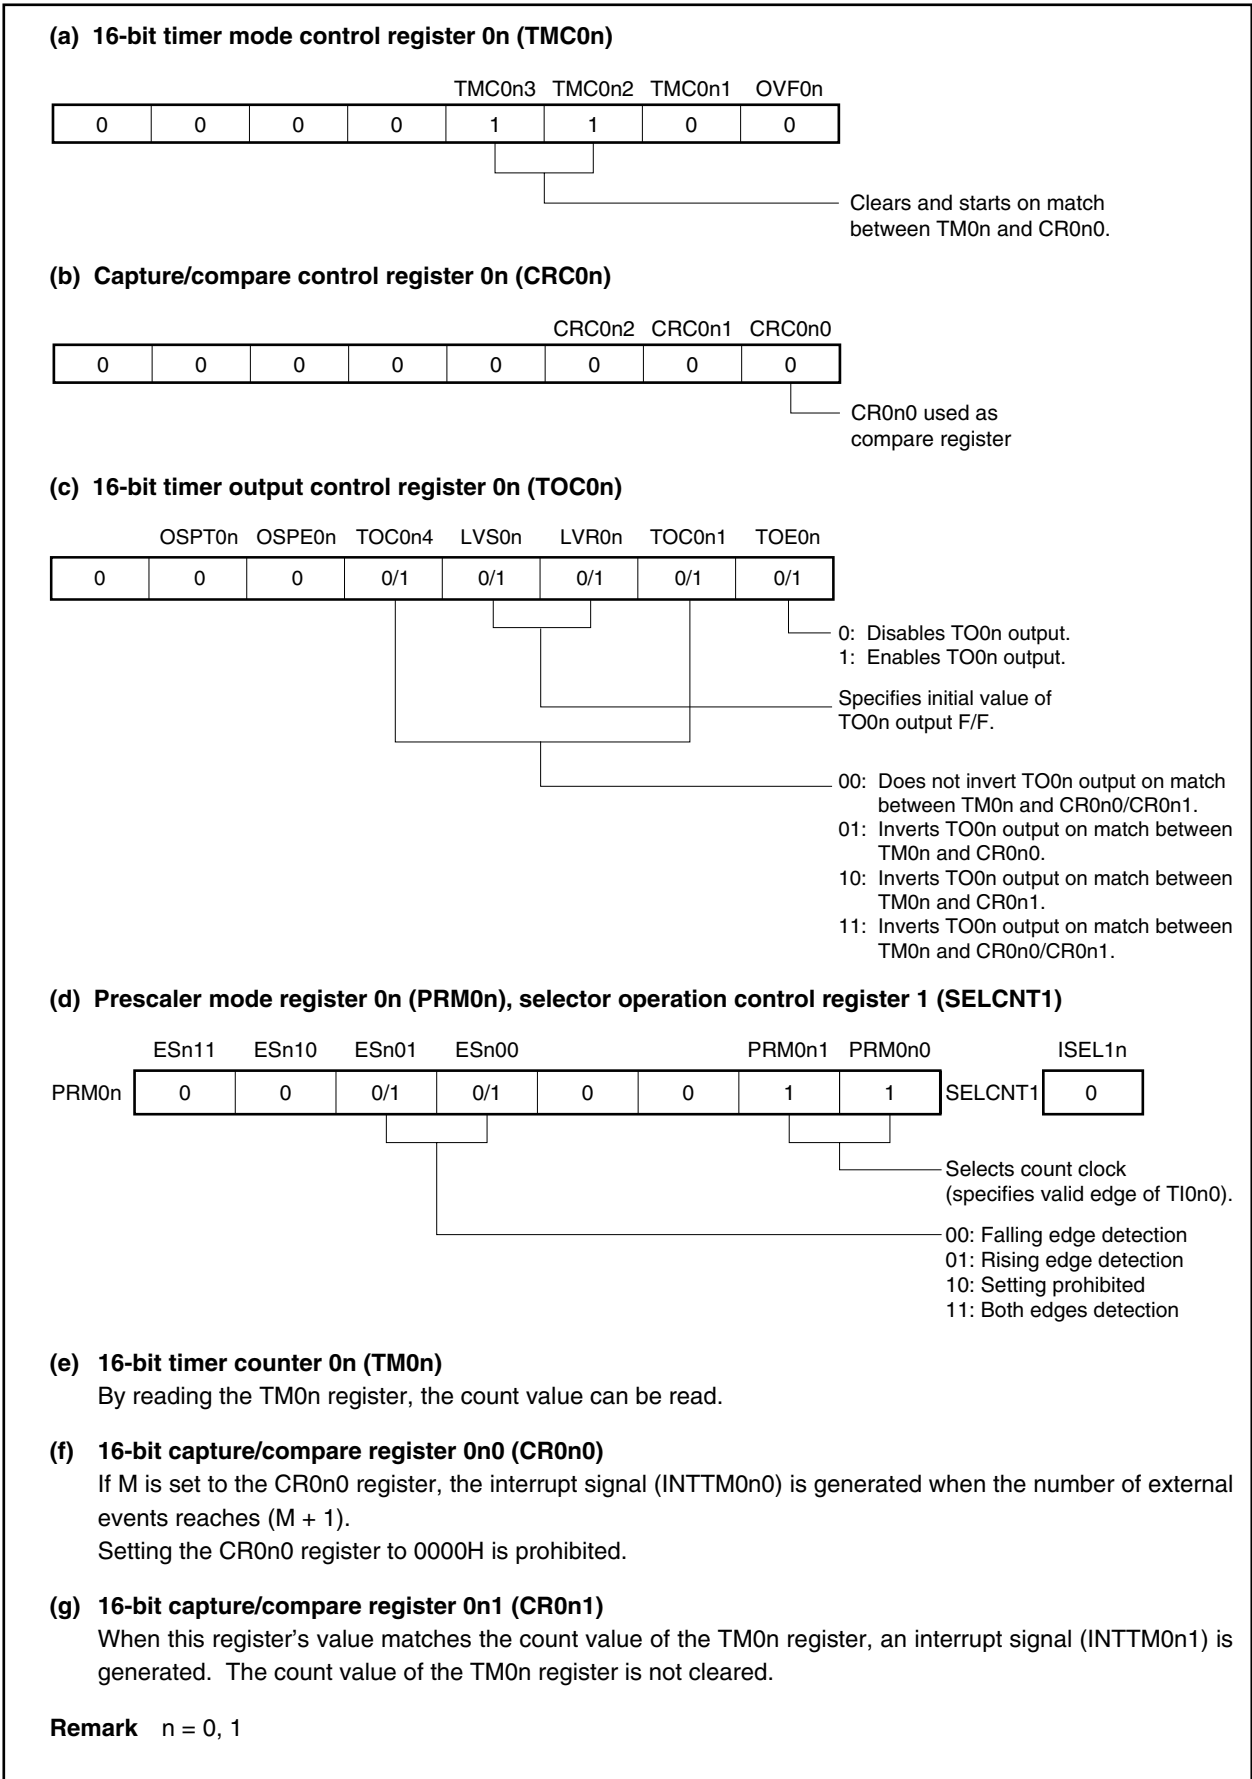 (a) 16-bit timer mode control register 0n (TMC0n)
TMC0n3 TMC0n2 TMC0n1 OVF0n
0 0 0 0 1 1 0 0
Clears and starts on match
between TM0n and CR0n0.
(b) Capture/compare control register 0n (CRC0n)
CRC0n2 CRC0n1 CRC0n0
0 0 0 0 0 0 0 0
CR0n0 used as
compare register
(c) 16-bit timer output control register 0n (TOC0n)
OSPT0n OSPE0n TOC0n4 LVS0n LVR0n TOC0n1 TOE0n
0 0 0 0/1 0/1 0/1 0/1 0/1
0: Disables TO0n output.
1: Enables TO0n output.
Specifies initial value of
TO0n output F/F.
00: Does not invert TO0n output on match
between TM0n and CR0n0/CR0n1.
01: Inverts TO0n output on match between
TM0n and CR0n0.
10: Inverts TO0n output on match between
TM0n and CR0n1.
11: Inverts TO0n output on match between
TM0n and CR0n0/CR0n1.
(d) Prescaler mode register 0n (PRM0n), selector operation control register 1 (SELCNT1)
ESn11 ESn10 ESn01 ESn00 PRM0n1 PRM0n0 ISEL1n
PRM0n 0 0 0/1 0/1 0 0 1 1 SELCNT1 0
Selects count clock
(specifies valid edge of TI0n0).
00: Falling edge detection
01: Rising edge detection
10: Setting prohibited
11: Both edges detection
(e) 16-bit timer counter 0n (TM0n)
By reading the TM0n register, the count value can be read.
(f) 16-bit capture/compare register 0n0 (CR0n0)
If M is set to the CR0n0 register, the interrupt signal (INTTM0n0) is generated when the number of external
events reaches (M + 1).
Setting the CR0n0 register to 0000H is prohibited.
(g) 16-bit capture/compare register 0n1 (CR0n1)
When this register's value matches the count value of the TM0n register, an interrupt signal (INTTM0n1) is
generated. The count value of the TM0n register is not cleared.
Remark n = 0, 1